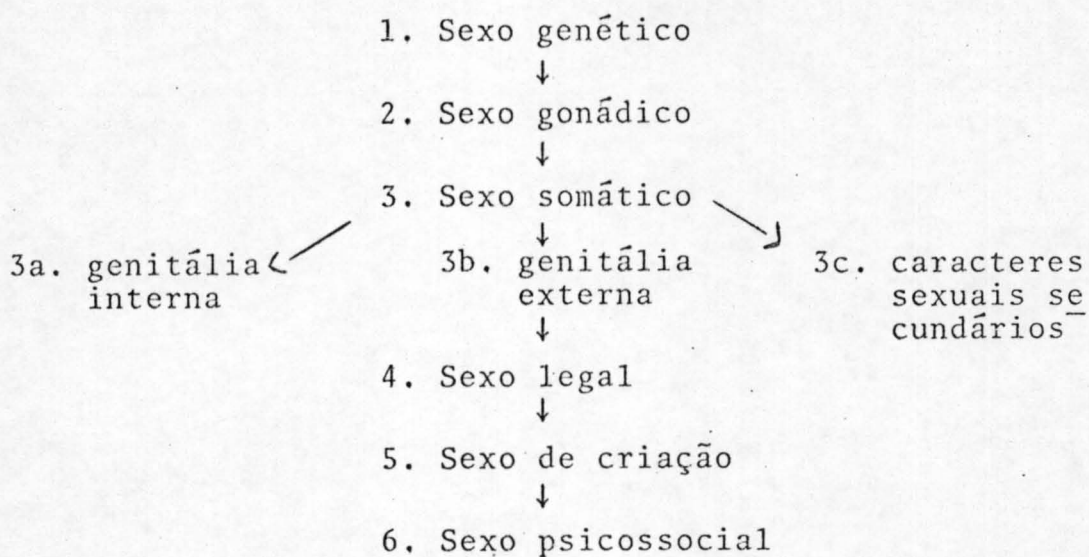 1. Sexo genético
↓
2. Sexo gonádico
↓
3. Sexo somático
3a. genitália
interna
3b. genitália
externa
3c. caracteres
sexuais se
cundários
↓
4. Sexo legal
↓
5. Sexo de criação
↓
6. Sexo psicossocial